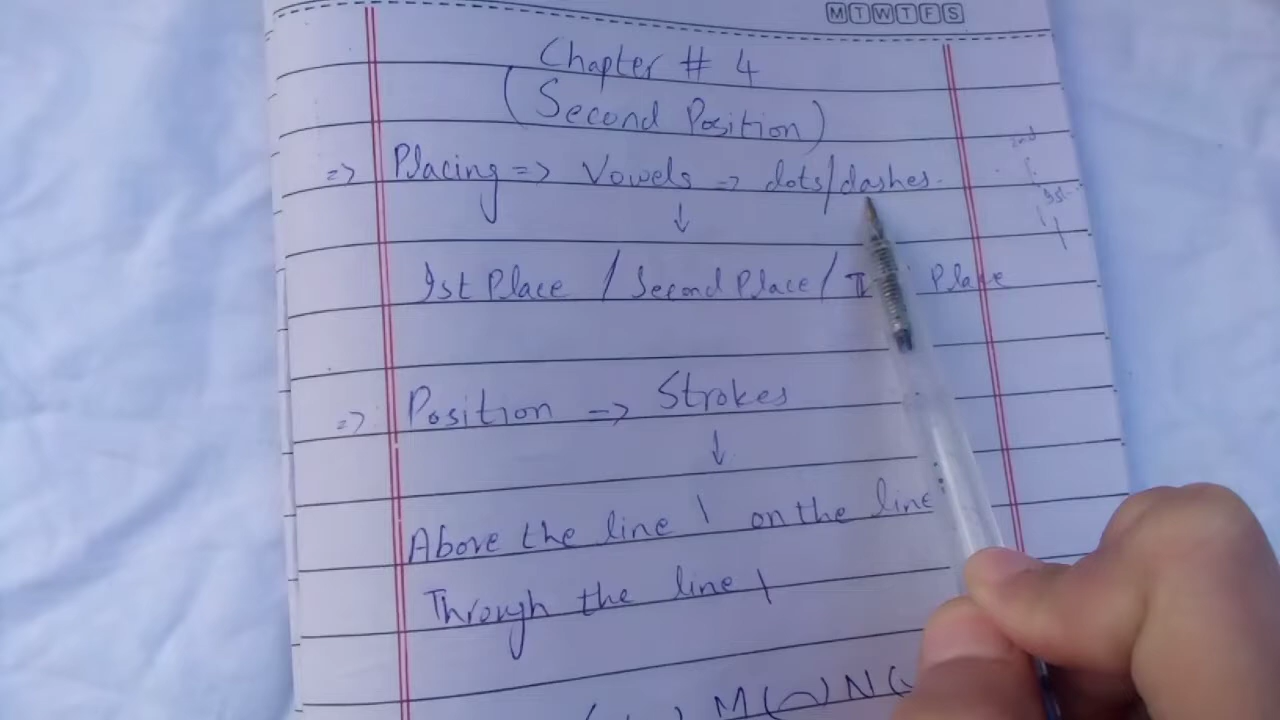 M T W T F S
Chapter # 4
(Second Position)
=> Placing => Vowels -> dots/dashes.
↓
1st Place / Second Place / Place
=> Position -> Strokes
↓
Above the line \ on the line
Through the line \
M(⌒) N(